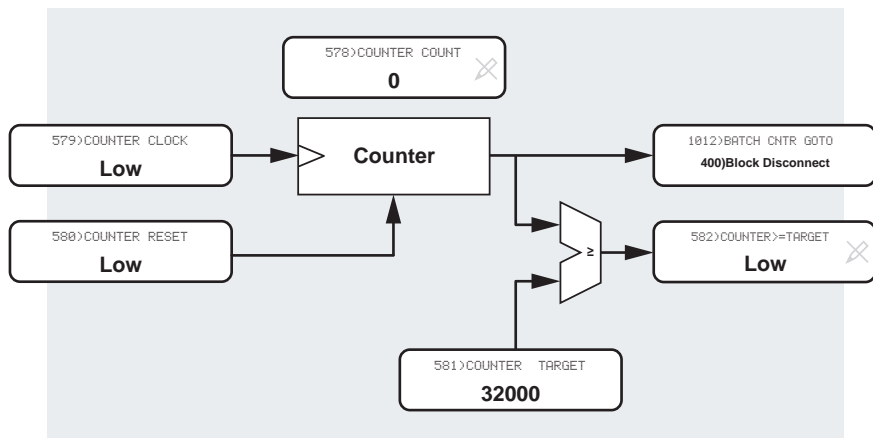 578)COUNTER COUNT
0
579)COUNTER CLOCK
Low
Counter
1012)BATCH CNTR GOTO
400)Block Disconnect
580)COUNTER RESET
Low
≥
582)COUNTER>=TARGET
Low
581)COUNTER TARGET
32000